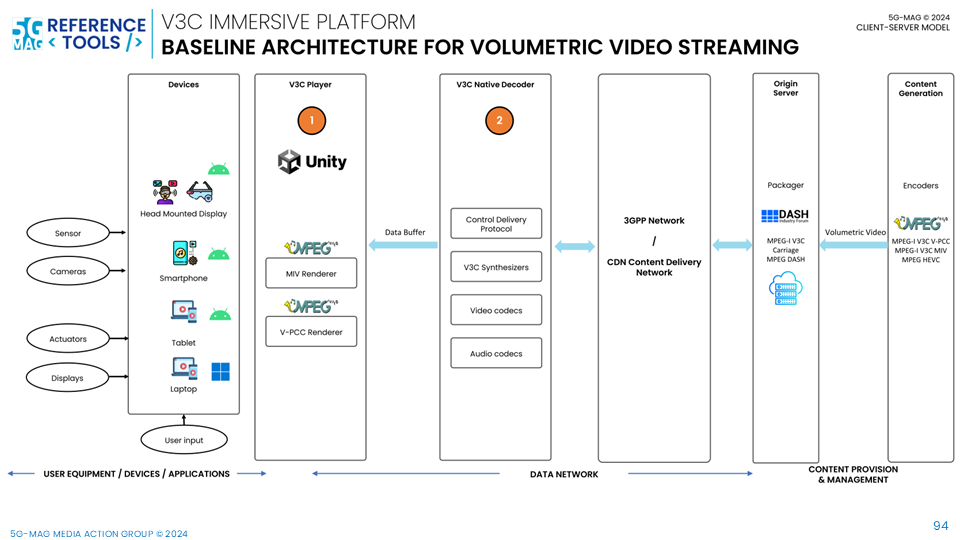 5G
MAG
REFERENCE
< TOOLS />
V3C IMMERSIVE PLATFORM
BASELINE ARCHITECTURE FOR VOLUMETRIC VIDEO STREAMING
5G-MAG © 2024
CLIENT-SERVER MODEL
Devices
Head Mounted Display
Smartphone
Tablet
Laptop
Sensor
Cameras
Actuators
Displays
User input
V3C Player
1
Unity
MPEG
MIV Renderer
MPEG
V-PCC Renderer
Data Buffer
V3C Native Decoder
2
Control Delivery
Protocol
V3C Synthesizers
Video codecs
Audio codecs
3GPP Network
/
CDN Content Delivery
Network
Origin
Server
Packager
DASH
Industry Forum
MPEG-I V3C
Carriage
MPEG DASH
Volumetric Video
Content
Generation
Encoders
MPEG
MPEG-I V3C V-PCC
MPEG-I V3C MIV
MPEG HEVC
USER EQUIPMENT / DEVICES / APPLICATIONS
DATA NETWORK
CONTENT PROVISION
& MANAGEMENT
5G-MAG MEDIA ACTION GROUP © 2024
94